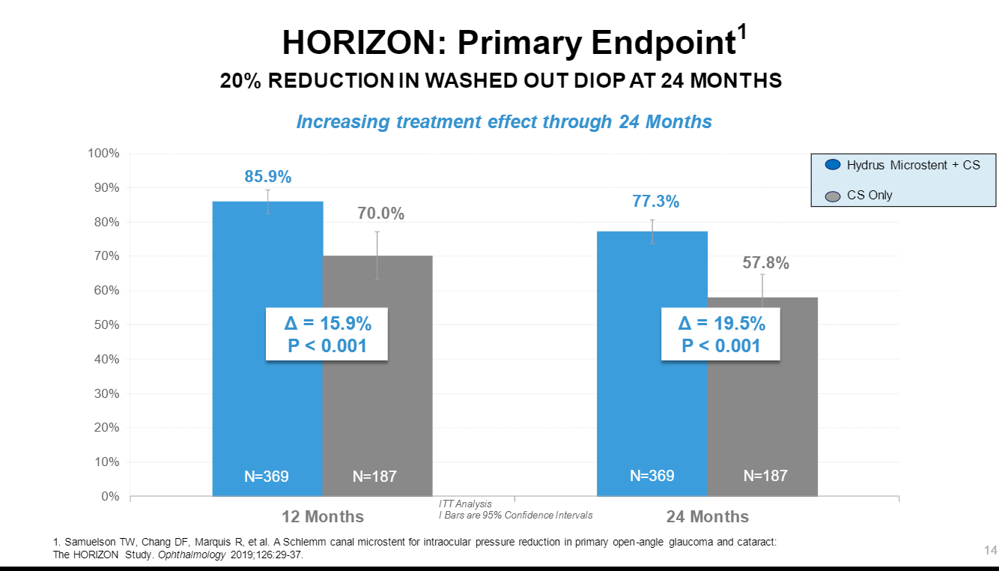 HORIZON: Primary Endpoint1
20% REDUCTION IN WASHED OUT DIOP AT 24 MONTHS
Increasing treatment effect through 24 Months
Hydrus Microstent + CS
CS Only
100%
90%
80%
70%
60%
50%
40%
30%
20%
10%
0%
85.9%
70.0%
77.3%
57.8%
Δ = 15.9%
P < 0.001
Δ = 19.5%
P < 0.001
N=369
N=187
N=369
N=187
12 Months
24 Months
ITT Analysis
I Bars are 95% Confidence Intervals
1. Samuelson TW, Chang DF, Marquis R, et al. A Schlemm canal microstent for intraocular pressure reduction in primary open-angle glaucoma and cataract:
The HORIZON Study. Ophthalmology 2019;126:29-37.
14